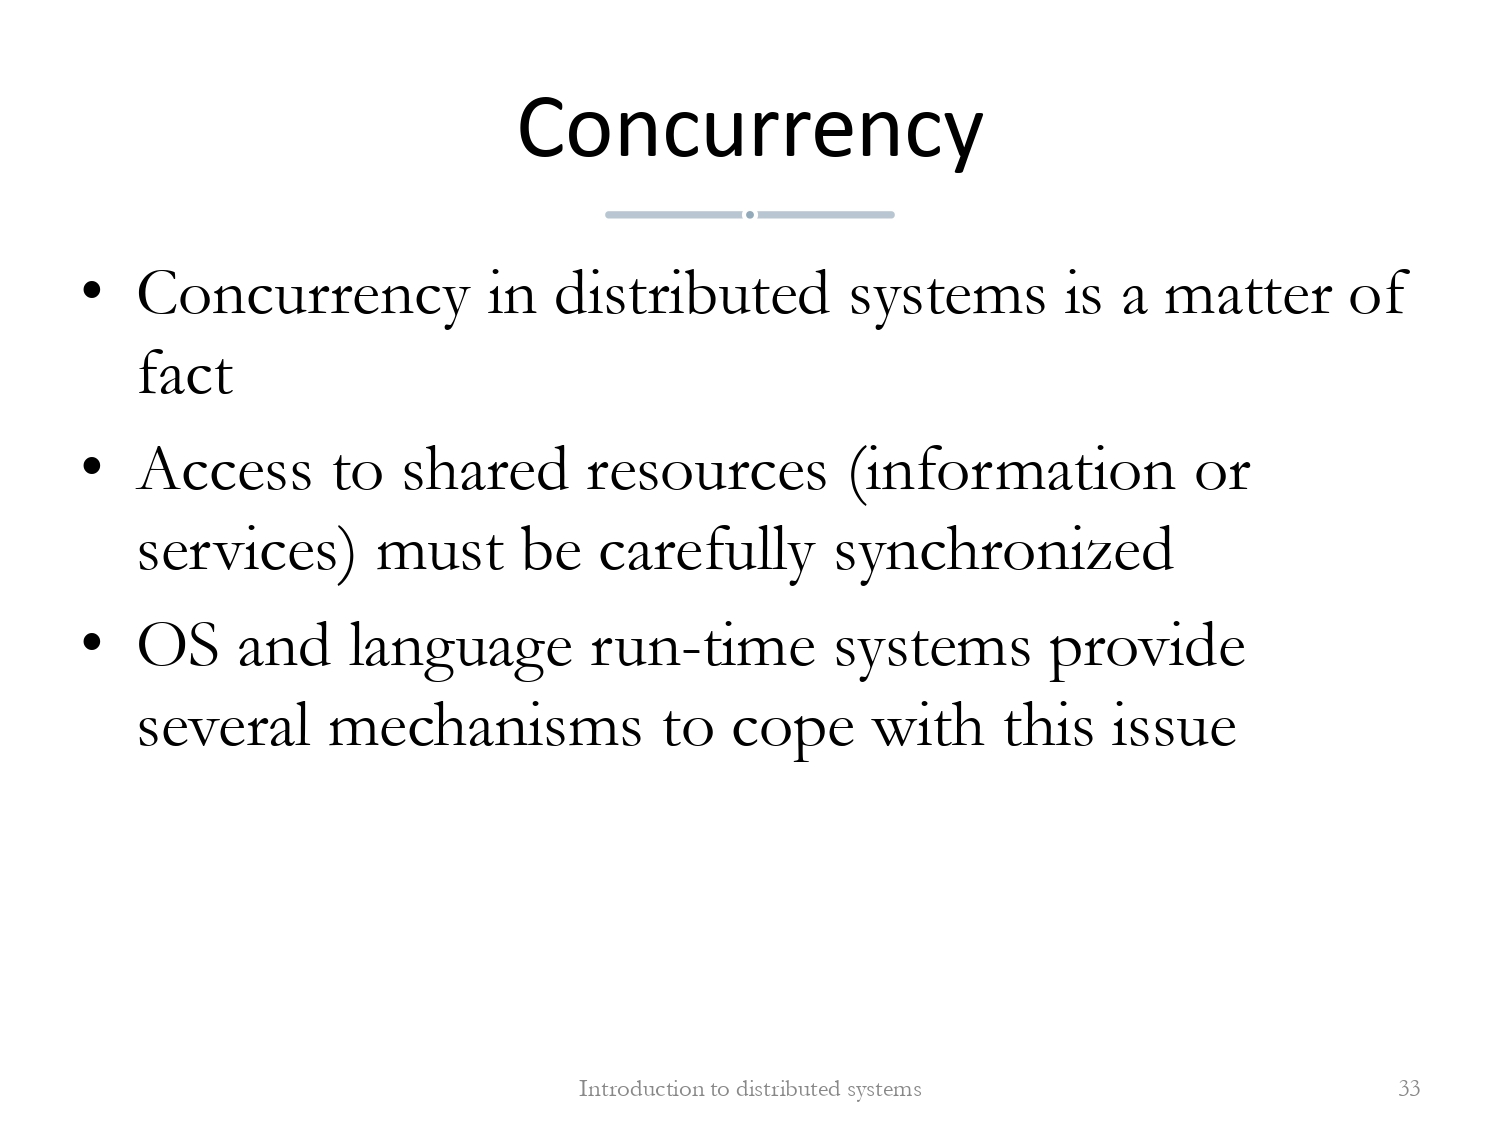 Concurrency
• Concurrency in distributed systems is a matter of
fact
• Access to shared resources (information or
services) must be carefully synchronized
• OS and language run-time systems provide
several mechanisms to cope with this issue
Introduction to distributed systems
33